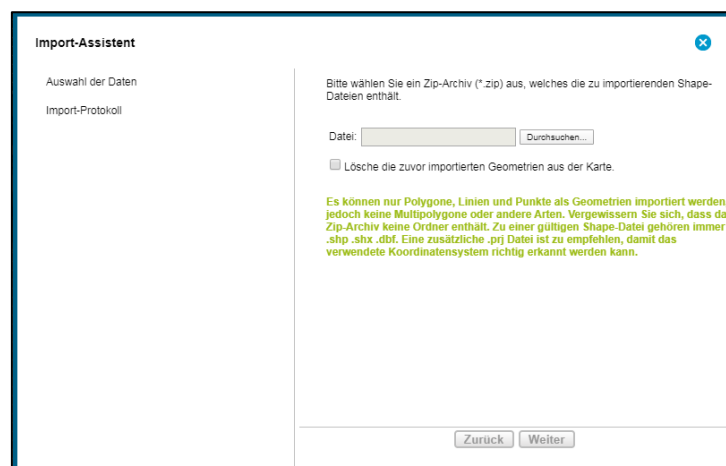 Import-Assistent
Auswahl der Daten
Import-Protokoll
Bitte wählen Sie ein Zip-Archiv (*.zip) aus, welches die zu importierenden Shape-
Dateien enthält.
Datei:
Durchsuchen...
Lösche die zuvor importierten Geometrien aus der Karte.
Es können nur Polygone, Linien und Punkte als Geometrien importiert werden
jedoch keine Multipolygone oder andere Arten. Vergewissern Sie sich, dass da
Zip-Archiv keine Ordner enthält. Zu einer gültigen Shape-Datei gehören immer
.shp .shx .dbf. Eine zusätzliche .prj Datei ist zu empfehlen, damit das
verwendete Koordinatensystem richtig erkannt werden kann.
Zurück Weiter